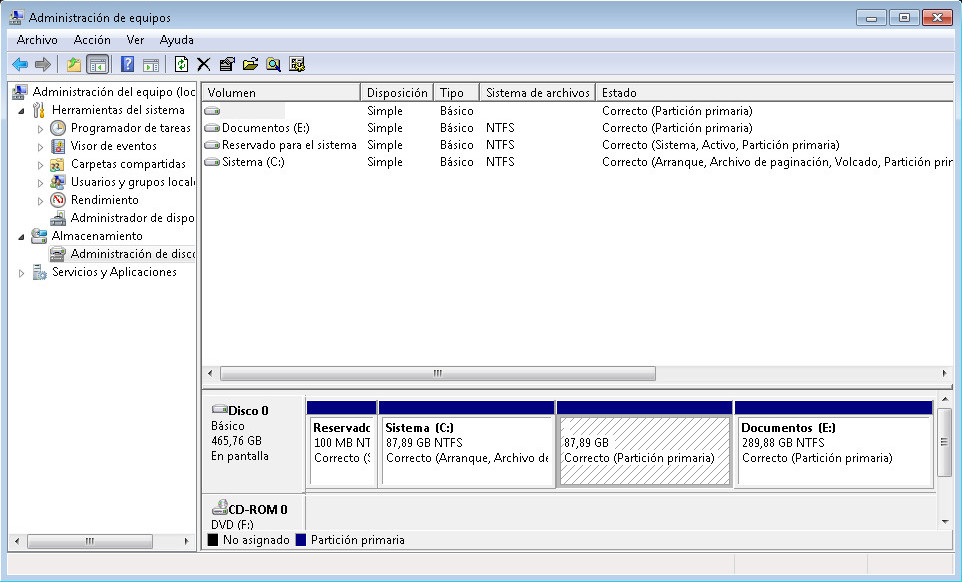 Administración de equipos
Archivo Acción Ver Ayuda
Administración del equipo (loc
Herramientas del sistema
Programador de tareas
Visor de eventos
Carpetas compartidas
Usuarios y grupos local
Rendimiento
Administrador de dispo
Almacenamiento
Administración de disco
Servicios y Aplicaciones
Volumen Disposición Tipo Sistema de archivos Estado
Simple Básico Correcto (Partición primaria)
Documentos (E:) Simple Básico NTFS Correcto (Partición primaria)
Reservado para el sistema Simple Básico NTFS Correcto (Sistema, Activo, Partición primaria)
Sistema (C:) Simple Básico NTFS Correcto (Arranque, Archivo de paginación, Volcado, Partición prir
Disco 0
Básico
465,76 GB
En pantalla
Reservado
100 MB NT
Correcto (S
Sistema (C:)
87,89 GB NTFS
Correcto (Arranque, Archivo de
87,89 GB
Correcto (Partición primaria)
Documentos (E:)
289,88 GB NTFS
Correcto (Partición primaria)
CD-ROM 0
DVD (F:)
No asignado Partición primaria